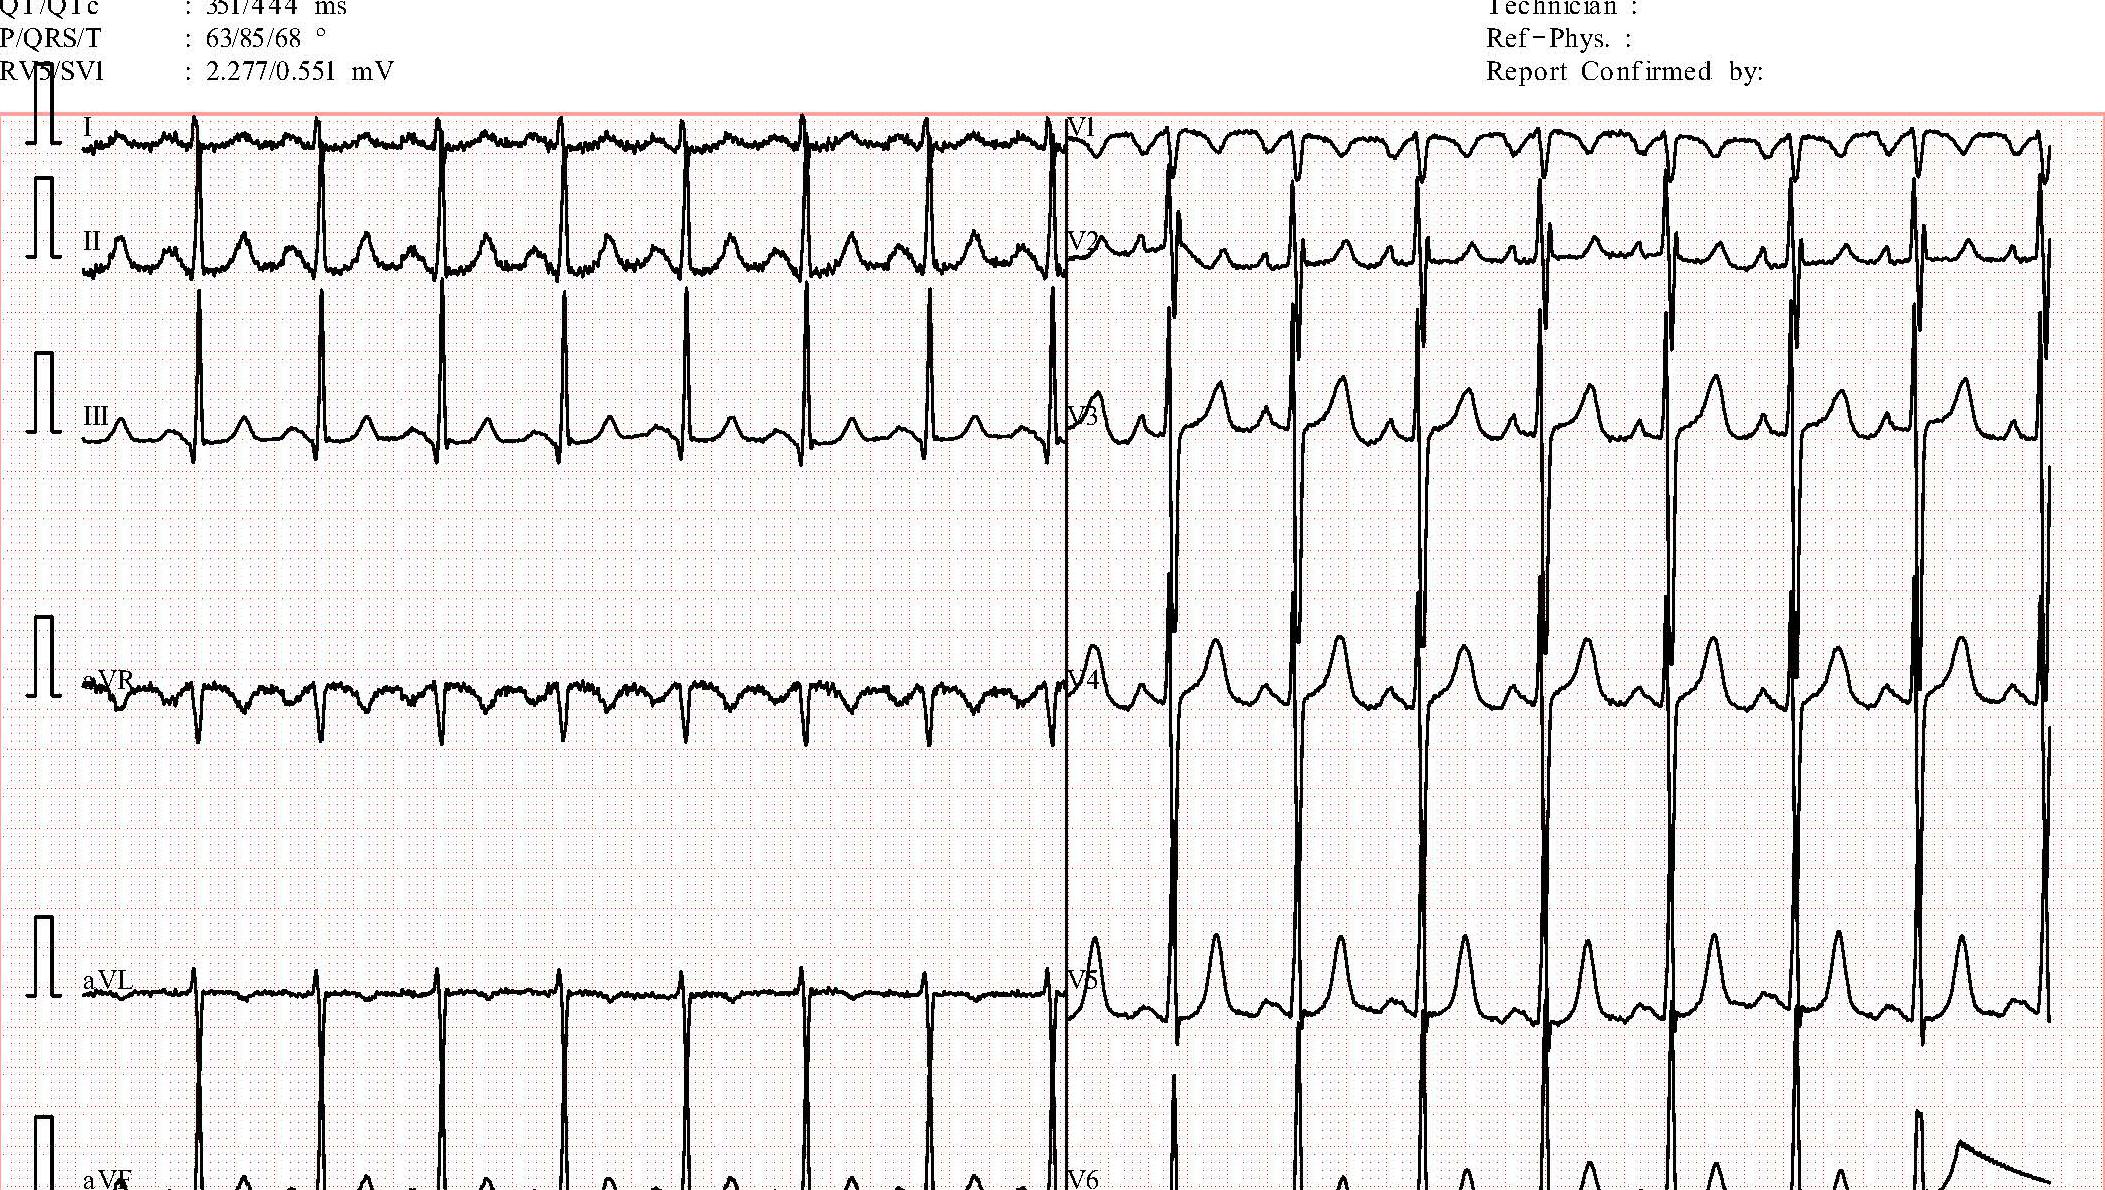 QT/QTc : 351/444 ms
P/QRS/T : 63/85/68 °
RV5/SV1 : 2.277/0.551 mV
Technician :
Ref-Phys. :
Report Confirmed by:
I
II
III
aVR
aVL
aVF
V1
V2
V3
V4
V5
V6